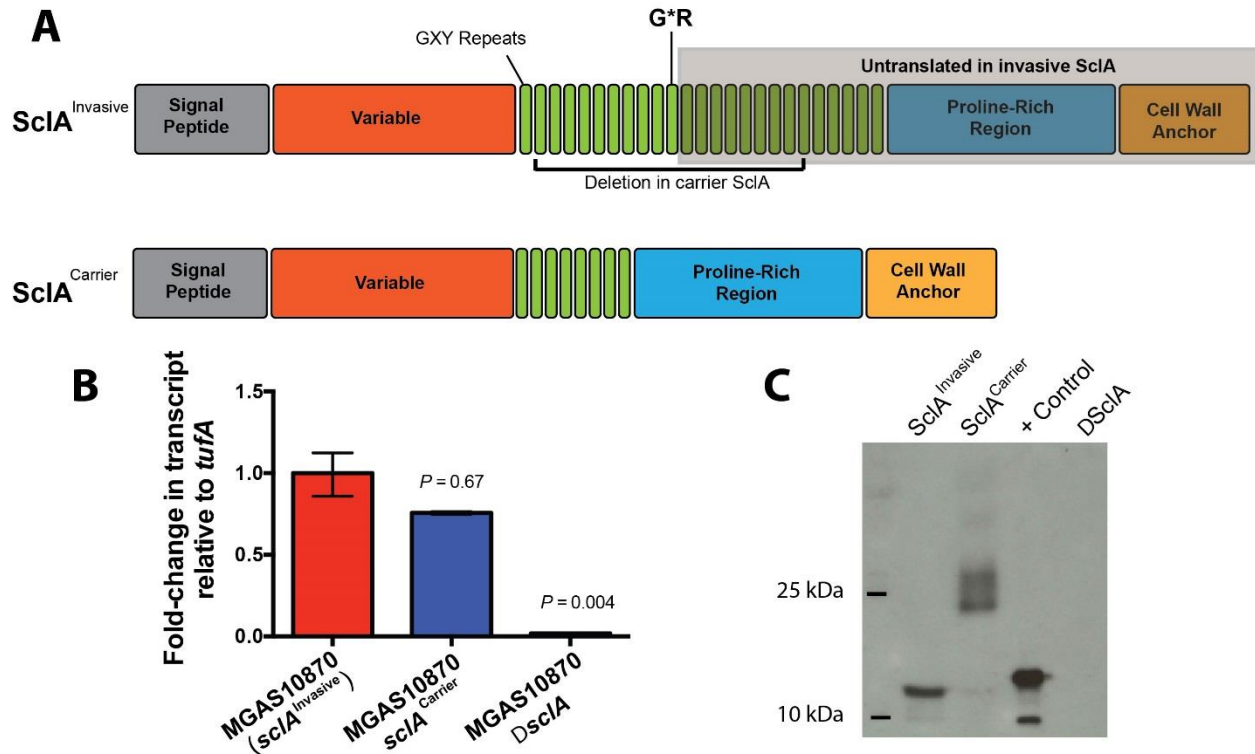 A
GXY Repeats
G*R
Untranslated in invasive SclA
SclA Invasive
Signal
Peptide
Variable
Proline-Rich
Region
Cell Wall
Anchor
Deletion in carrier SclA
SclA Carrier
Signal
Peptide
Variable
Proline-Rich
Region
Cell Wall
Anchor
B
Fold-change in transcript
relative to tufA
1.5
1.0
0.5
0.0
P = 0.67
P = 0.004
MGAS10870
(sclA Invasive)
MGAS10870
sclA Carrier
MGAS10870
DsclA
C
SclA Invasive
SclA Carrier
+ Control
DSclA
25 kDa
10 kDa